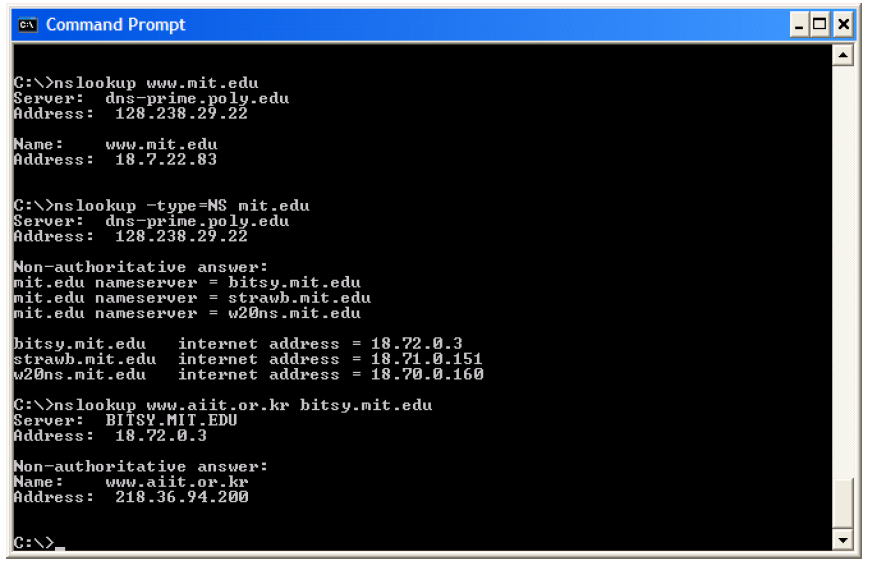 Command Prompt
C:\>nslookup www.mit.edu
Server:  dns-prime.poly.edu
Address:  128.238.29.22
Name:    www.mit.edu
Address:  18.7.22.83
C:\>nslookup -type=NS mit.edu
Server:  dns-prime.poly.edu
Address:  128.238.29.22
Non-authoritative answer:
mit.edu nameserver = bitsy.mit.edu
mit.edu nameserver = strawb.mit.edu
mit.edu nameserver = w20ns.mit.edu
bitsy.mit.edu   internet address = 18.72.0.3
strawb.mit.edu  internet address = 18.71.0.151
w20ns.mit.edu   internet address = 18.70.0.160
C:\>nslookup www.aiit.or.kr bitsy.mit.edu
Server:  BITSY.MIT.EDU
Address:  18.72.0.3
Non-authoritative answer:
Name:    www.aiit.or.kr
Address:  218.36.94.200
C:\>_